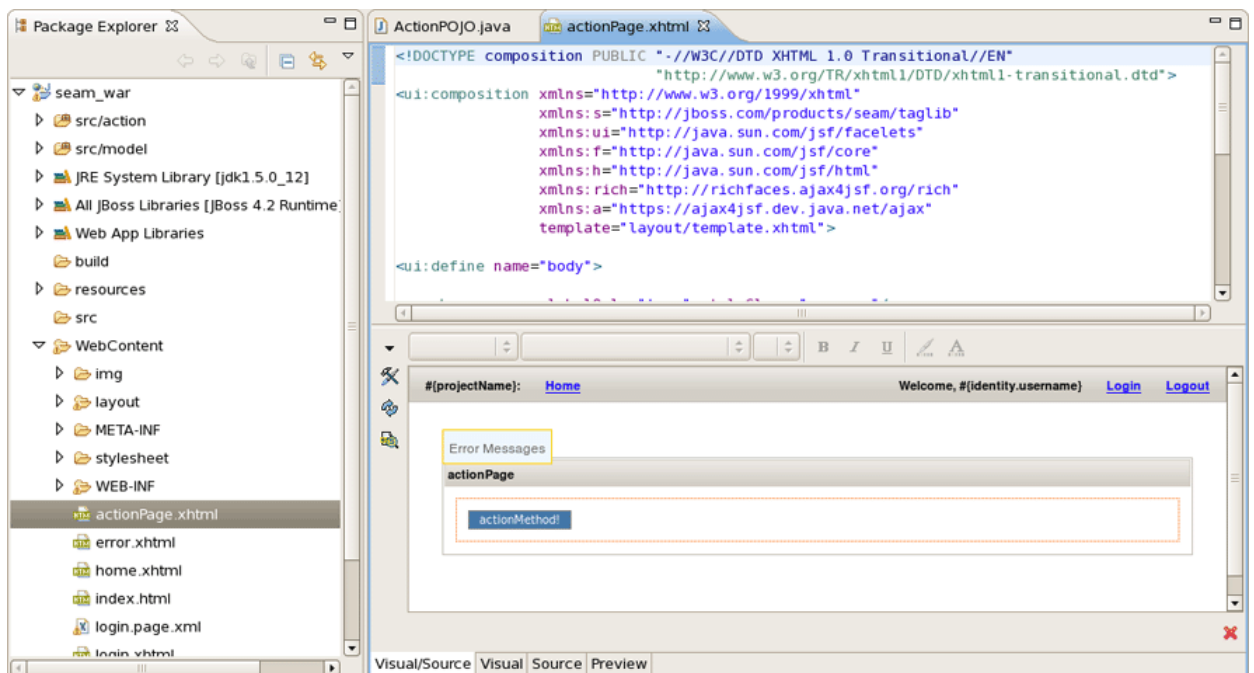 Package Explorer
seam_war
src/action
src/model
JRE System Library [jdk1.5.0_12]
All JBoss Libraries [JBoss 4.2 Runtime]
Web App Libraries
build
resources
src
WebContent
img
layout
META-INF
stylesheet
WEB-INF
actionPage.xhtml
error.xhtml
home.xhtml
index.html
login.page.xml
login.xhtml
ActionPOJO.java
actionPage.xhtml
<!DOCTYPE composition PUBLIC "-//W3C//DTD XHTML 1.0 Transitional//EN"
"http://www.w3.org/TR/xhtml1/DTD/xhtml1-transitional.dtd">
<ui:composition xmlns="http://www.w3.org/1999/xhtml"
xmlns:s="http://jboss.com/products/seam/taglib"
xmlns:ui="http://java.sun.com/jsf/facelets"
xmlns:f="http://java.sun.com/jsf/core"
xmlns:h="http://java.sun.com/jsf/html"
xmlns:rich="http://richfaces.ajax4jsf.org/rich"
xmlns:a="https://ajax4jsf.dev.java.net/ajax"
template="layout/template.xhtml">
<ui:define name="body">
B I U A
#{projectName}: Home Welcome, #{identity.username} Login Logout
Error Messages
actionPage
actionMethod!
Visual/Source Visual Source Preview